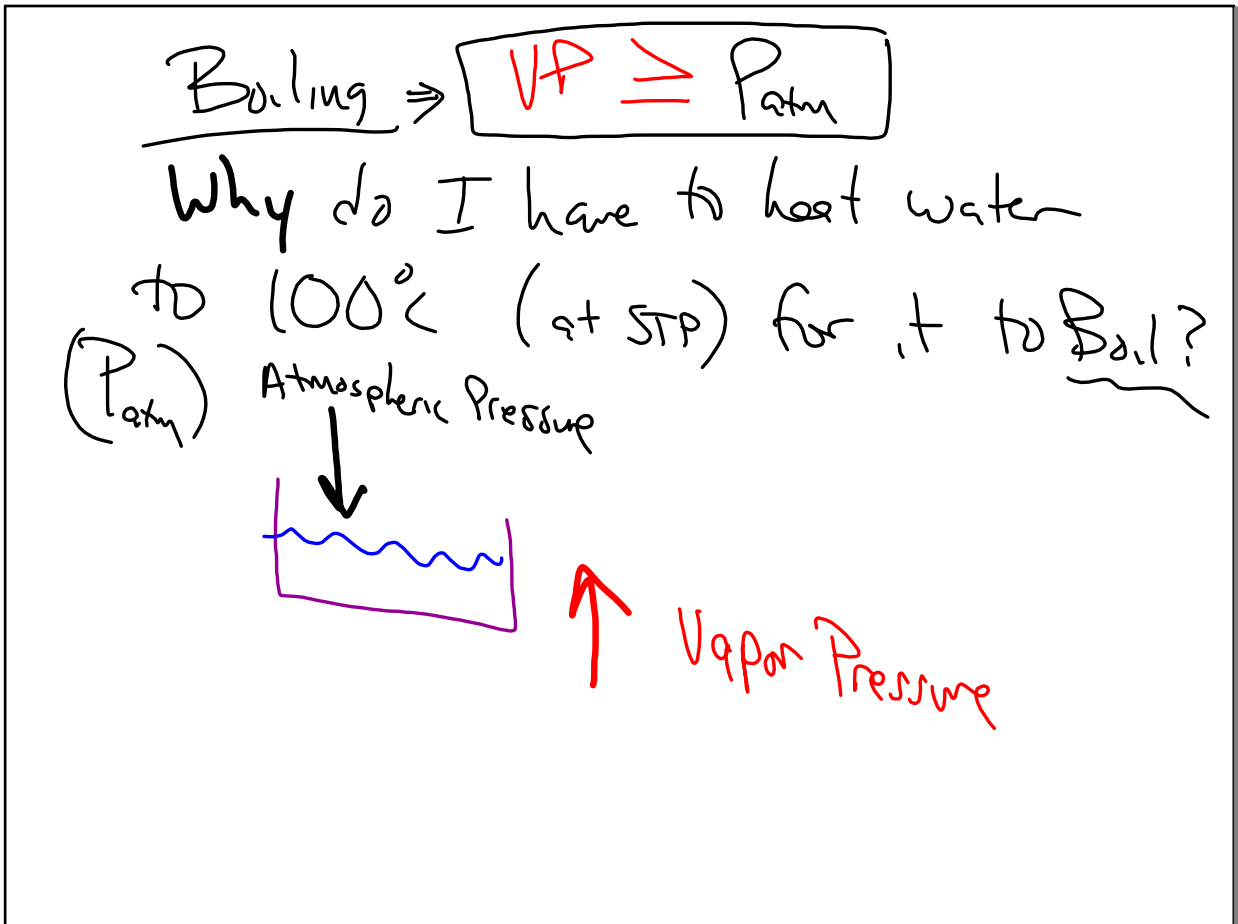 Boiling ⇒ VP ≥ Patm
Why do I have to heat water
to 100°C (at STP) for it to Boil?
(Patm) Atmospheric Pressure
Vapor Pressure